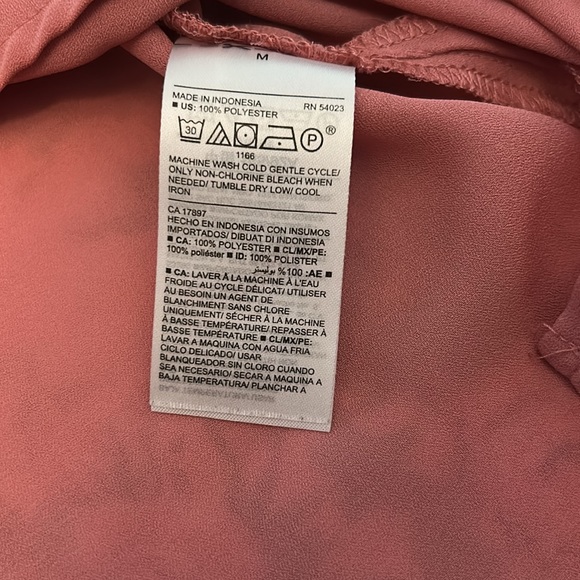 M
MADE IN INDONESIA RN 54023
■ US: 100% POLYESTER
30 P ®
1166
MACHINE WASH COLD GENTLE CYCLE/
ONLY NON-CHLORINE BLEACH WHEN
NEEDED/ TUMBLE DRY LOW/ COOL
IRON
CA 17897
HECHO EN INDONESIA CON INSUMOS
IMPORTADOS/ DIBUAT DI INDONESIA
■ CA: 100% POLYESTER ■ CL/MX/PE:
100% poliéster ■ ID: 100% POLISTER
■ AE: 100% بوليستر
■ CA: LAVER À LA MACHINE À L'EAU
FROIDE AU CYCLE DÉLICAT/ UTILISER
AU BESOIN UN AGENT DE
BLANCHIMENT SANS CHLORE
UNIQUEMENT/ SÉCHER À LA MACHINE
À BASSE TEMPÉRATURE/ REPASSER À
BASSE TEMPÉRATURE ■ CL/MX/PE:
LAVAR A MAQUINA CON AGUA FRIA
CICLO DELICADO/ USAR
BLANQUEADOR SIN CLORO CUANDO
SEA NECESARIO/ SECAR A MAQUINA A
BAJA TEMPERATURA/ PLANCHAR A